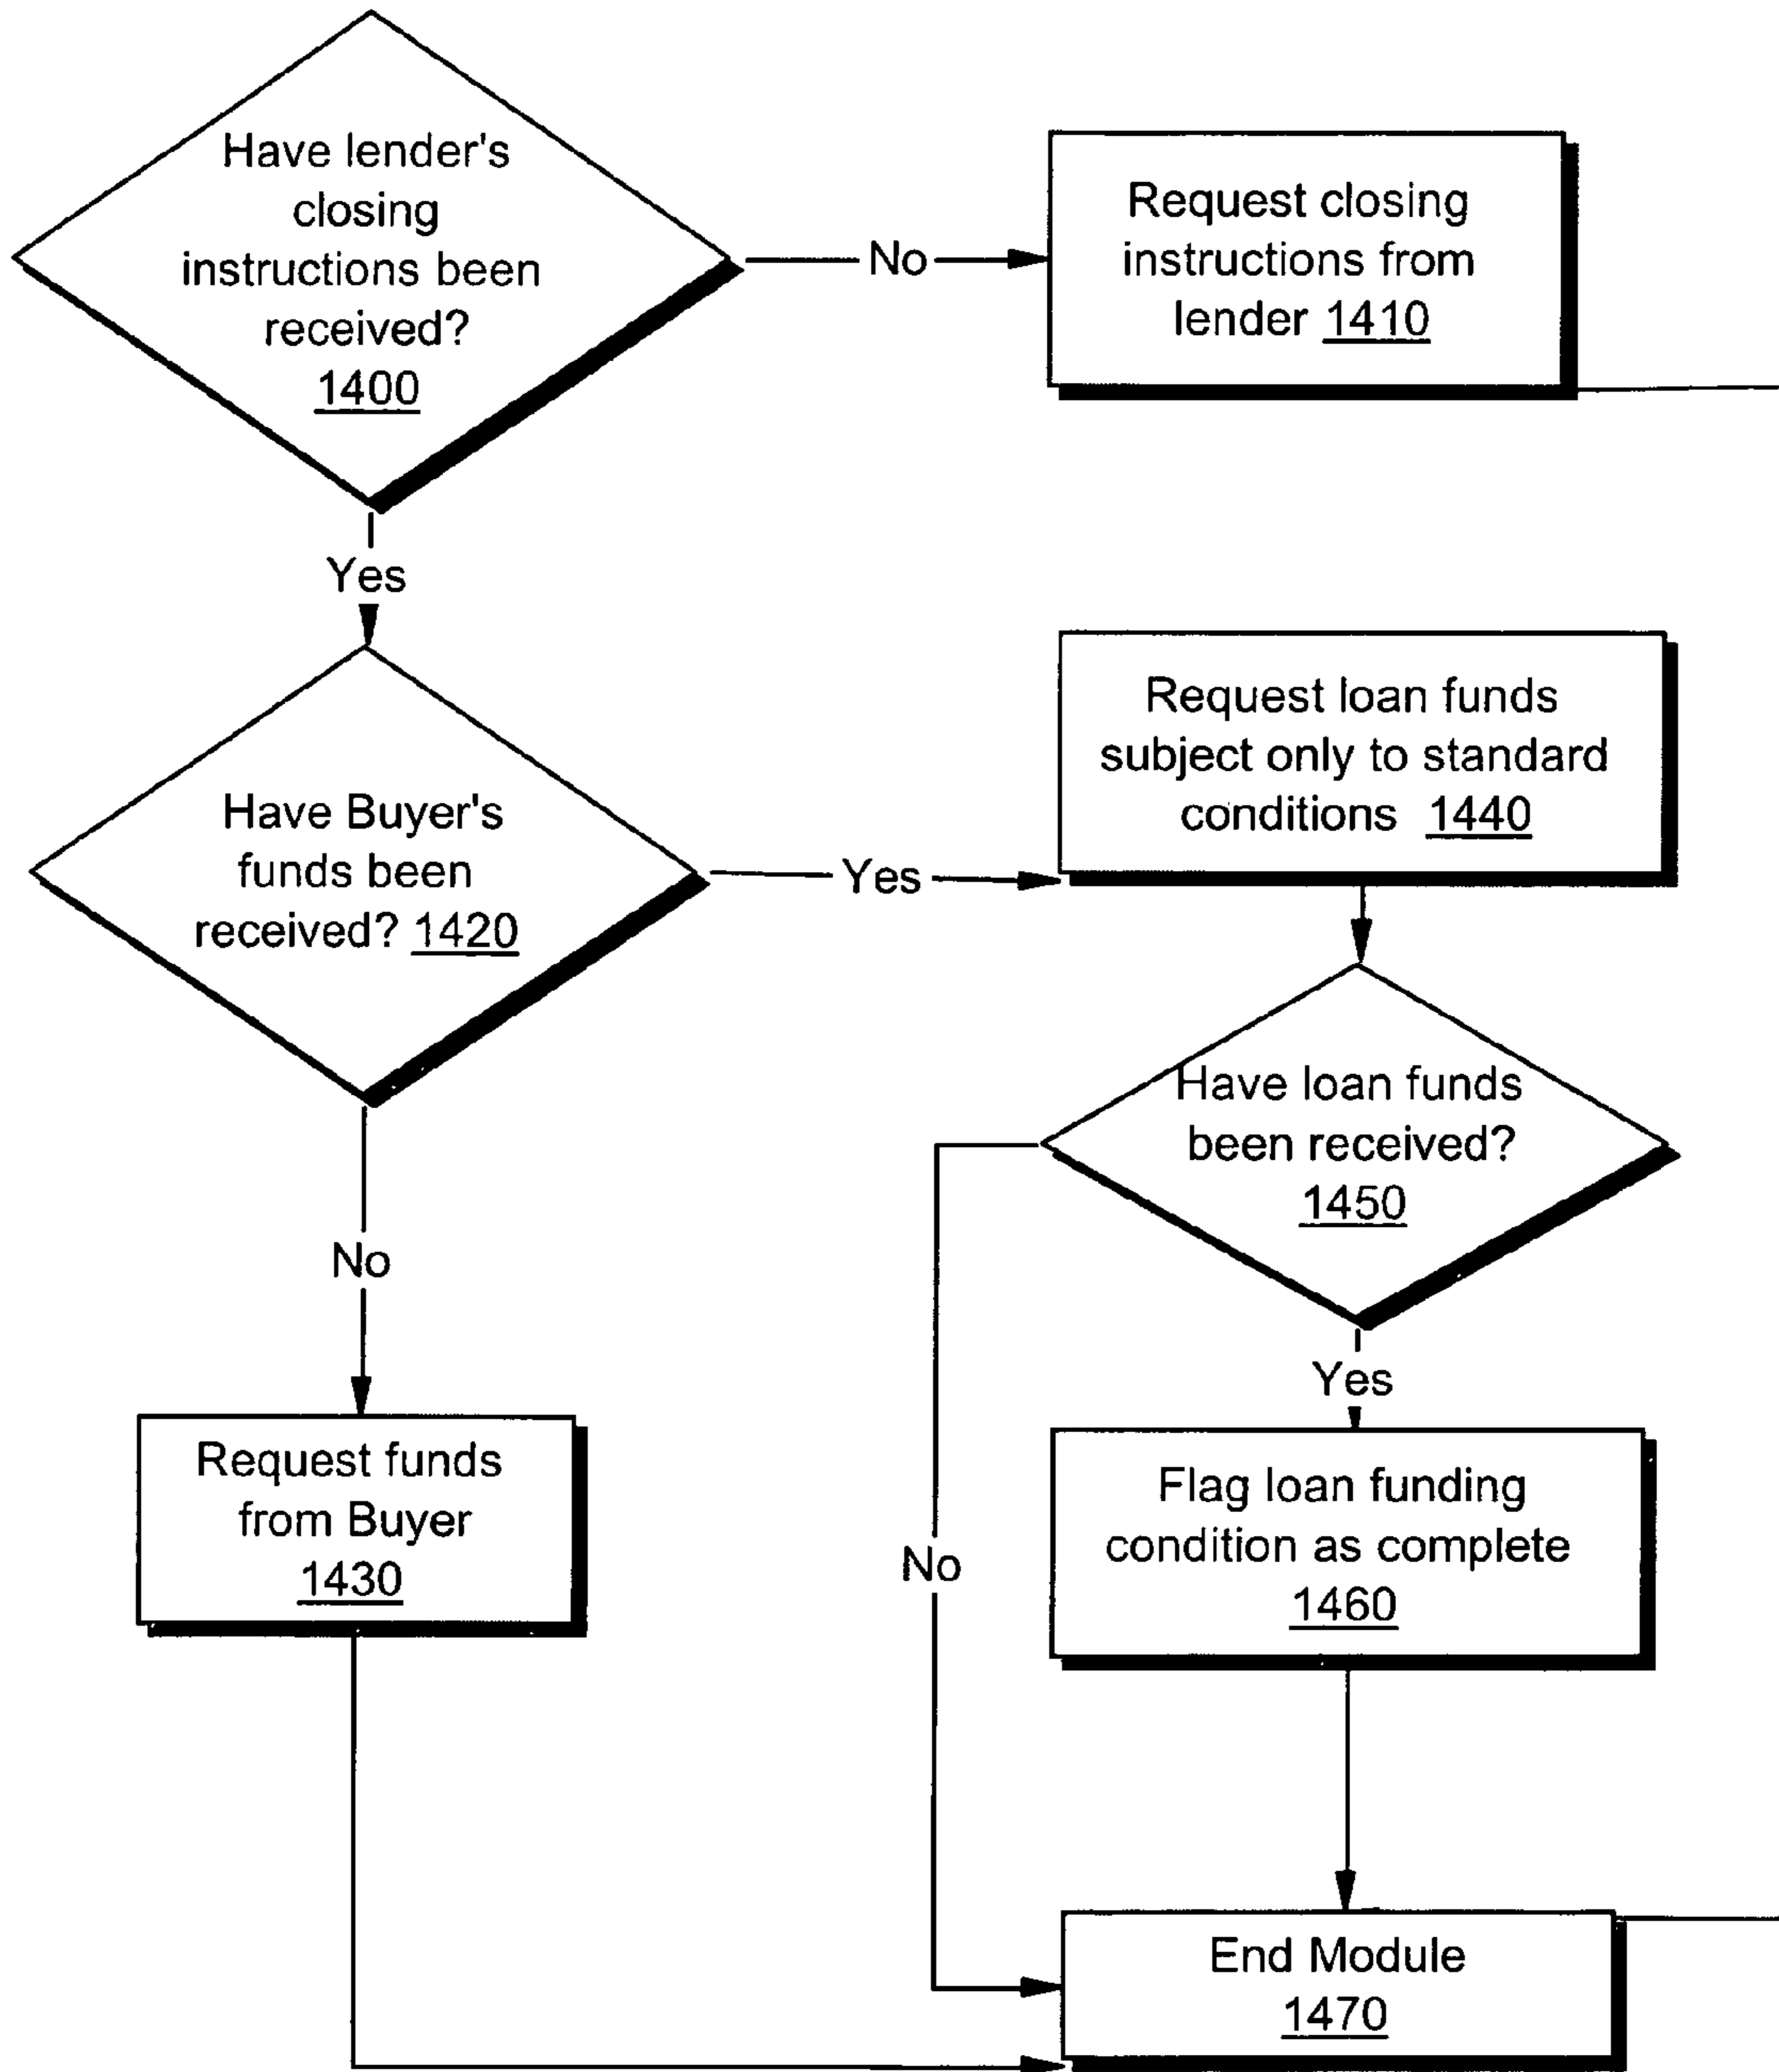 Have lender's
closing
instructions been
received?
1400
No
Request closing
instructions from
lender 1410
Yes
Have Buyer's
funds been
received? 1420
Yes
Request loan funds
subject only to standard
conditions 1440
Have loan funds
been received?
1450
No
Request funds
from Buyer
1430
No
Yes
Flag loan funding
condition as complete
1460
End Module
1470